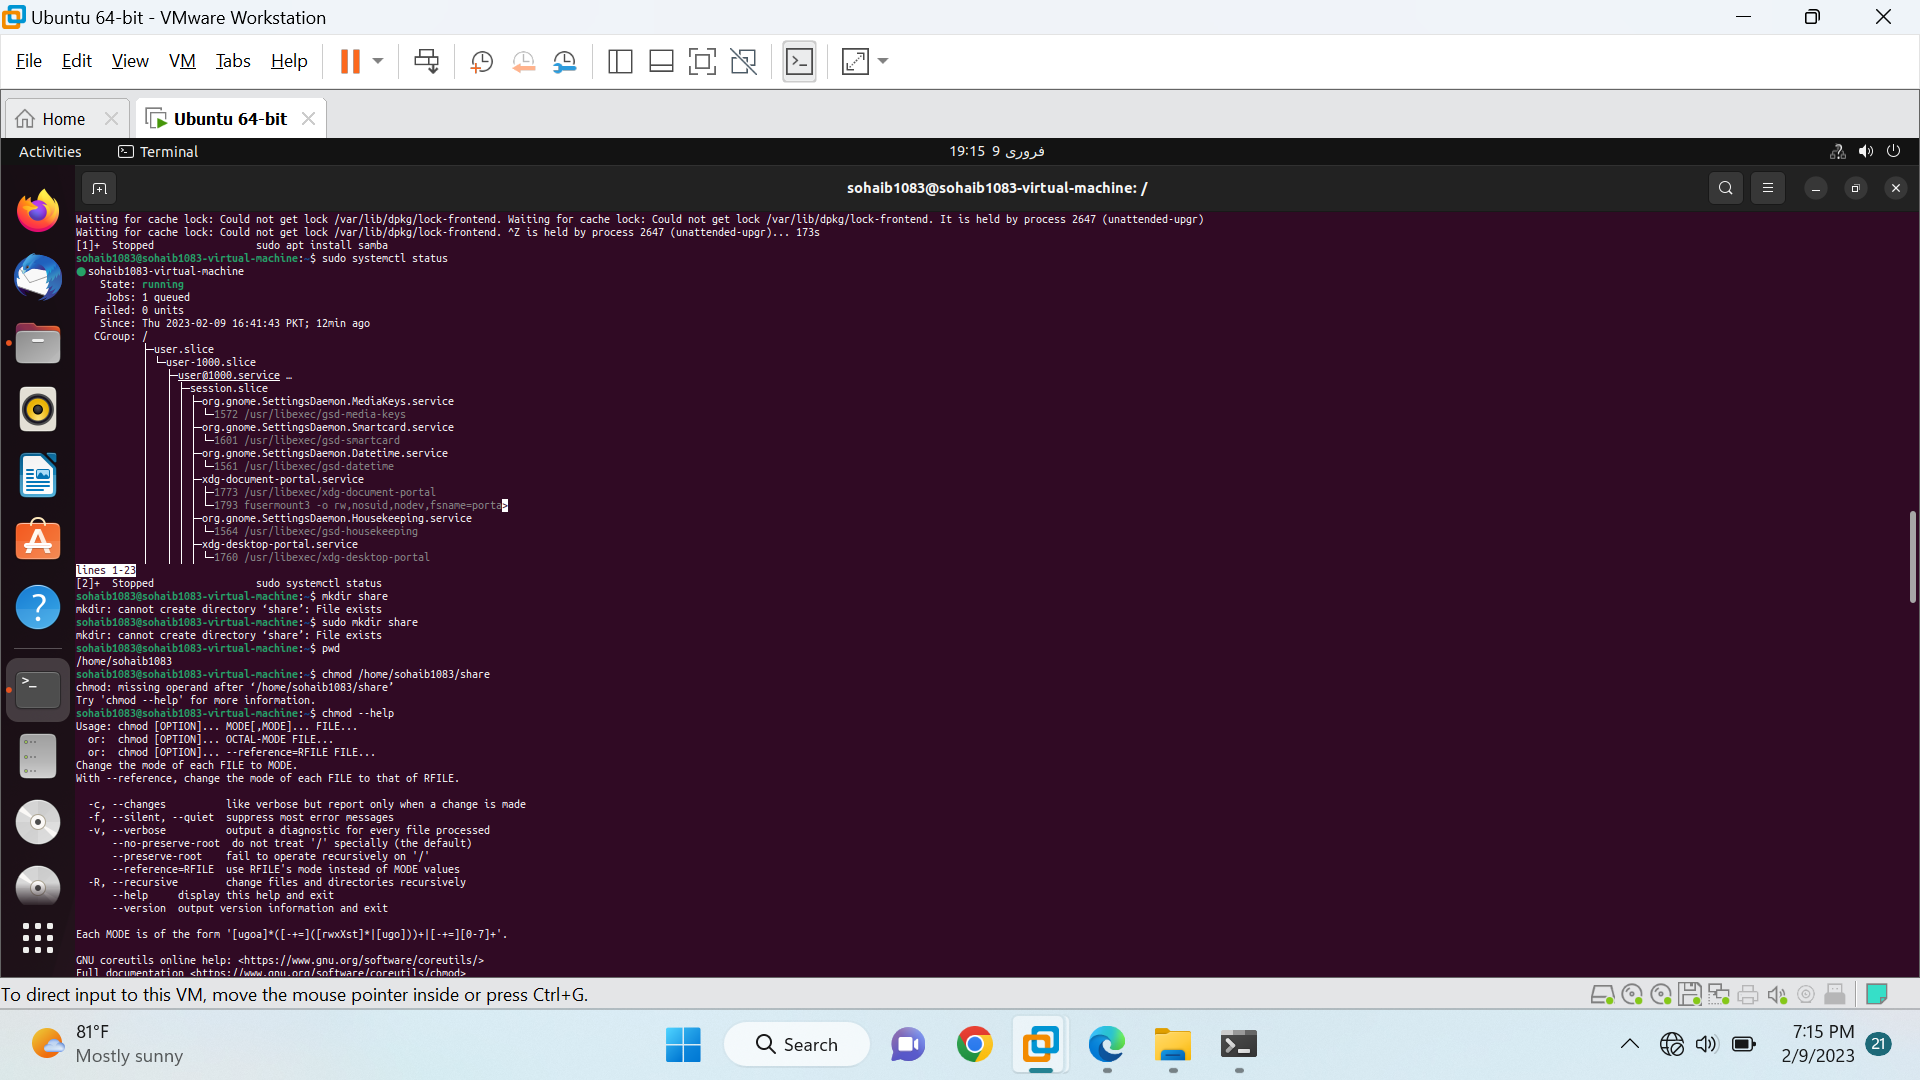 Ubuntu 64-bit - VMware Workstation
File Edit View VM Tabs Help
Home
Ubuntu 64-bit
Activities
Terminal
19:15 9 فروری
sohaib1083@sohaib1083-virtual-machine: /
Waiting for cache lock: Could not get lock /var/lib/dpkg/lock-frontend. Waiting for cache lock: Could not get lock /var/lib/dpkg/lock-frontend. It is held by process 2647 (unattended-upgr)
Waiting for cache lock: Could not get lock /var/lib/dpkg/lock-frontend. ^Z is held by process 2647 (unattended-upgr)... 173s
[1]+ Stopped sudo apt install samba
sohaib1083@sohaib1083-virtual-machine:~$ sudo systemctl status
● sohaib1083-virtual-machine
State: running
Jobs: 1 queued
Failed: 0 units
Since: Thu 2023-02-09 16:41:43 PKT; 12min ago
CGroup: /
├─user.slice
│ └─user-1000.slice
│ ├─user@1000.service …
│ │ ├─session.slice
│ │ │ ├─org.gnome.SettingsDaemon.MediaKeys.service
│ │ │ │ └─1572 /usr/libexec/gsd-media-keys
│ │ │ ├─org.gnome.SettingsDaemon.Smartcard.service
│ │ │ │ └─1601 /usr/libexec/gsd-smartcard
│ │ │ ├─org.gnome.SettingsDaemon.Datetime.service
│ │ │ │ └─1561 /usr/libexec/gsd-datetime
│ │ │ ├─xdg-document-portal.service
│ │ │ │ ├─1773 /usr/libexec/xdg-document-portal
│ │ │ │ └─1793 fusermount3 -o rw,nosuid,nodev,fsname=porta>
│ │ │ ├─org.gnome.SettingsDaemon.Housekeeping.service
│ │ │ │ └─1564 /usr/libexec/gsd-housekeeping
│ │ │ ├─xdg-desktop-portal.service
│ │ │ │ └─1760 /usr/libexec/xdg-desktop-portal
lines 1-23
[2]+ Stopped sudo systemctl status
sohaib1083@sohaib1083-virtual-machine:~$ mkdir share
mkdir: cannot create directory ‘share’: File exists
sohaib1083@sohaib1083-virtual-machine:~$ sudo mkdir share
mkdir: cannot create directory ‘share’: File exists
sohaib1083@sohaib1083-virtual-machine:~$ pwd
/home/sohaib1083
sohaib1083@sohaib1083-virtual-machine:~$ chmod /home/sohaib1083/share
chmod: missing operand after ‘/home/sohaib1083/share’
Try 'chmod --help' for more information.
sohaib1083@sohaib1083-virtual-machine:~$ chmod --help
Usage: chmod [OPTION]... MODE[,MODE]... FILE...
or: chmod [OPTION]... OCTAL-MODE FILE...
or: chmod [OPTION]... --reference=RFILE FILE...
Change the mode of each FILE to MODE.
With --reference, change the mode of each FILE to that of RFILE.
-c, --changes like verbose but report only when a change is made
-f, --silent, --quiet suppress most error messages
-v, --verbose output a diagnostic for every file processed
--no-preserve-root do not treat '/' specially (the default)
--preserve-root fail to operate recursively on '/'
--reference=RFILE use RFILE's mode instead of MODE values
-R, --recursive change files and directories recursively
--help display this help and exit
--version output version information and exit
Each MODE is of the form '[ugoa]*([-+=]([rwxXst]*|[ugo]))+|[-+=][0-7]+'.
GNU coreutils online help: <https://www.gnu.org/software/coreutils/>
Full documentation <https://www.gnu.org/software/coreutils/chmod>
To direct input to this VM, move the mouse pointer inside or press Ctrl+G.
81°F
Mostly sunny
Search
7:15 PM
2/9/2023
21